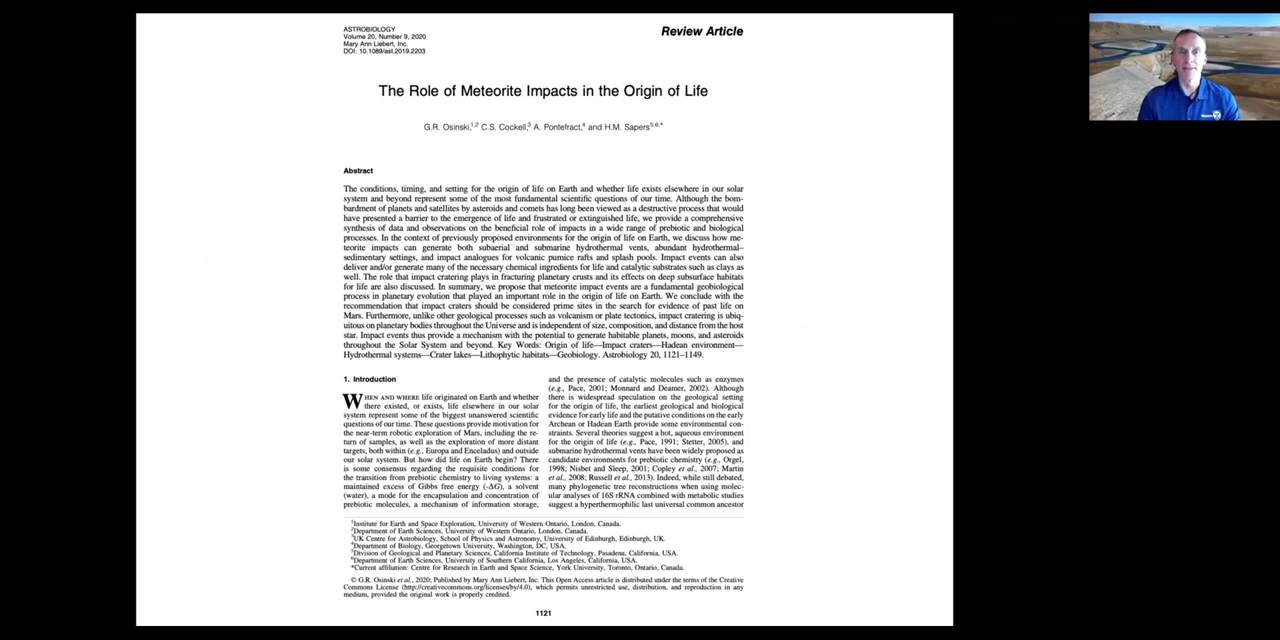 ASTROBIOLOGY
Volume 20, Number 9, 2020
Mary Ann Liebert, Inc.
DOI: 10.1089/ast.2019.2203
Review Article
The Role of Meteorite Impacts in the Origin of Life
G.R. Osinski,1,2 C.S. Cockell,3 A. Pontefract,4 and H.M. Sapers5,6,*
Abstract
The conditions, timing, and setting for the origin of life on Earth and whether life exists elsewhere in our solar
system and beyond represent some of the most fundamental scientific questions of our time. Although the bom-
bardment of planets and satellites by asteroids and comets has long been viewed as a destructive process that would
have presented a barrier to the emergence of life and frustrated or extinguished life, we provide a comprehensive
synthesis of data and observations on the beneficial role of impacts in a wide range of prebiotic and biological
processes. In the context of previously proposed environments for the origin of life on Earth, we discuss how me-
teorite impacts can generate both subaerial and submarine hydrothermal vents, abundant hydrothermal–
sedimentary settings, and impact analogues for volcanic pumice rafts and splash pools. Impact events can also
deliver and/or generate many of the necessary chemical ingredients for life and catalytic substrates such as clays as
well. The role that impact cratering plays in fracturing planetary crusts and its effects on deep subsurface habitats
for life are also discussed. In summary, we propose that meteorite impact events are a fundamental geobiological
process in planetary evolution that played an important role in the origin of life on Earth. We conclude with the
recommendation that impact craters should be considered prime sites in the search for evidence of past life on
Mars. Furthermore, unlike other geological processes such as volcanism or plate tectonics, impact cratering is ubiq-
uitous on planetary bodies throughout the Universe and is independent of size, composition, and distance from the host
star. Impact events thus provide a mechanism with the potential to generate habitable planets, moons, and asteroids
throughout the Solar System and beyond. Key Words: Origin of life—Impact craters—Hadean environment—
Hydrothermal systems—Crater lakes—Lithophytic habitats—Geobiology. Astrobiology 20, 1121–1149.
1. Introduction
WHEN AND WHERE life originated on Earth and whether
there existed, or exists, life elsewhere in our solar
system represent some of the biggest unanswered scientific
questions of our time. These questions provide motivation for
the near-term robotic exploration of Mars, including the re-
turn of samples, as well as the exploration of more distant
targets, both within (e.g., Europa and Enceladus) and outside
our solar system. But how did life on Earth begin? There
is some consensus regarding the requisite conditions for
the transition from prebiotic chemistry to living systems: a
maintained excess of Gibbs free energy (-ΔG), a solvent
(water), a mode for the encapsulation and concentration of
prebiotic molecules, a mechanism of information storage,
and the presence of catalytic molecules such as enzymes
(e.g., Pace, 2001; Monnard and Deamer, 2002). Although
there is widespread speculation on the geological setting
for the origin of life, the earliest geological and biological
evidence for early life and the putative conditions on the early
Archean or Hadean Earth provide some environmental con-
straints. Several theories suggest a hot, aqueous environment
for the origin of life (e.g., Pace, 1991; Stetter, 2005), and
submarine hydrothermal vents have been widely proposed as
candidate environments for prebiotic chemistry (e.g., Orgel,
1998; Nisbet and Sleep, 2001; Copley et al., 2007; Martin
et al., 2008; Russell et al., 2013). Indeed, while still debated,
many phylogenetic tree reconstructions when using molec-
ular analyses of 16S rRNA combined with metabolic studies
suggest a hyperthermophilic last universal common ancestor
1Institute for Earth and Space Exploration, University of Western Ontario, London, Canada.
2Department of Earth Sciences, University of Western Ontario, London, Canada.
3UK Centre for Astrobiology, School of Physics and Astronomy, University of Edinburgh, Edinburgh, UK.
4Department of Biology, Georgetown University, Washington, DC, USA.
5Division of Geological and Planetary Sciences, California Institute of Technology, Pasadena, California, USA.
6Department of Earth Sciences, University of Southern California, Los Angeles, California, USA.
*Current affiliation: Centre for Research in Earth and Space Science, York University, Toronto, Ontario, Canada.
© G.R. Osinski et al., 2020; Published by Mary Ann Liebert, Inc. This Open Access article is distributed under the terms of the Creative
Commons License (http://creativecommons.org/licenses/by/4.0), which permits unrestricted use, distribution, and reproduction in any
medium, provided the original work is properly credited.
1121